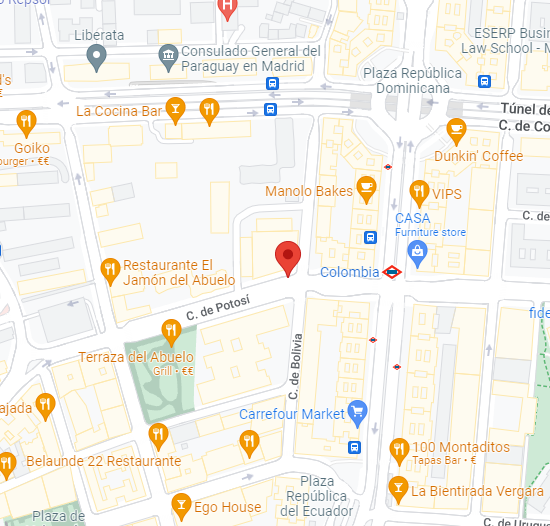 Repsol
H
Liberata
Consulado General del
Paraguay en Madrid
ESERP Busin
Law School - M
Plaza República
Dominicana
d's
La Cocina Bar
Túnel de
C. de Co
Goiko
burger • €€
Dunkin' Coffee
Manolo Bakes
VIPS
CASA
Furniture store
C. de
Restaurante El
Jamón del Abuelo
Colombia
C. de Potosí
fide
Terraza del Abuelo
Grill • €€
C. de Bolivia
ajada
Carrefour Market
Belaunde 22 Restaurante
100 Montaditos
Tapas Bar • €
Plaza
República
del Ecuador
La Bientirada Vergara
Ego House
Plaza de
C. de Urugu